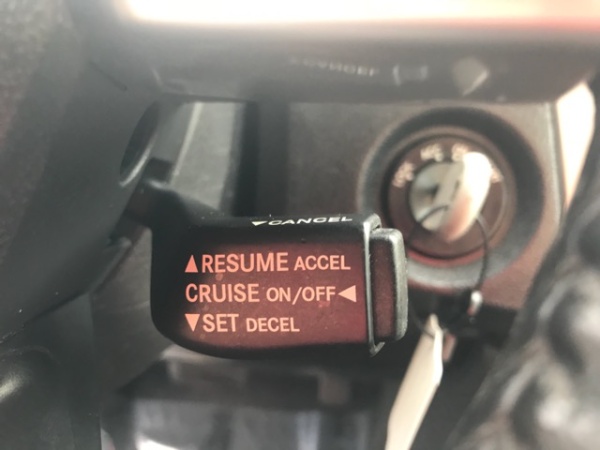 ▼CANCEL
▲RESUME ACCEL
CRUISE ON/OFF◀
▼SET DECEL